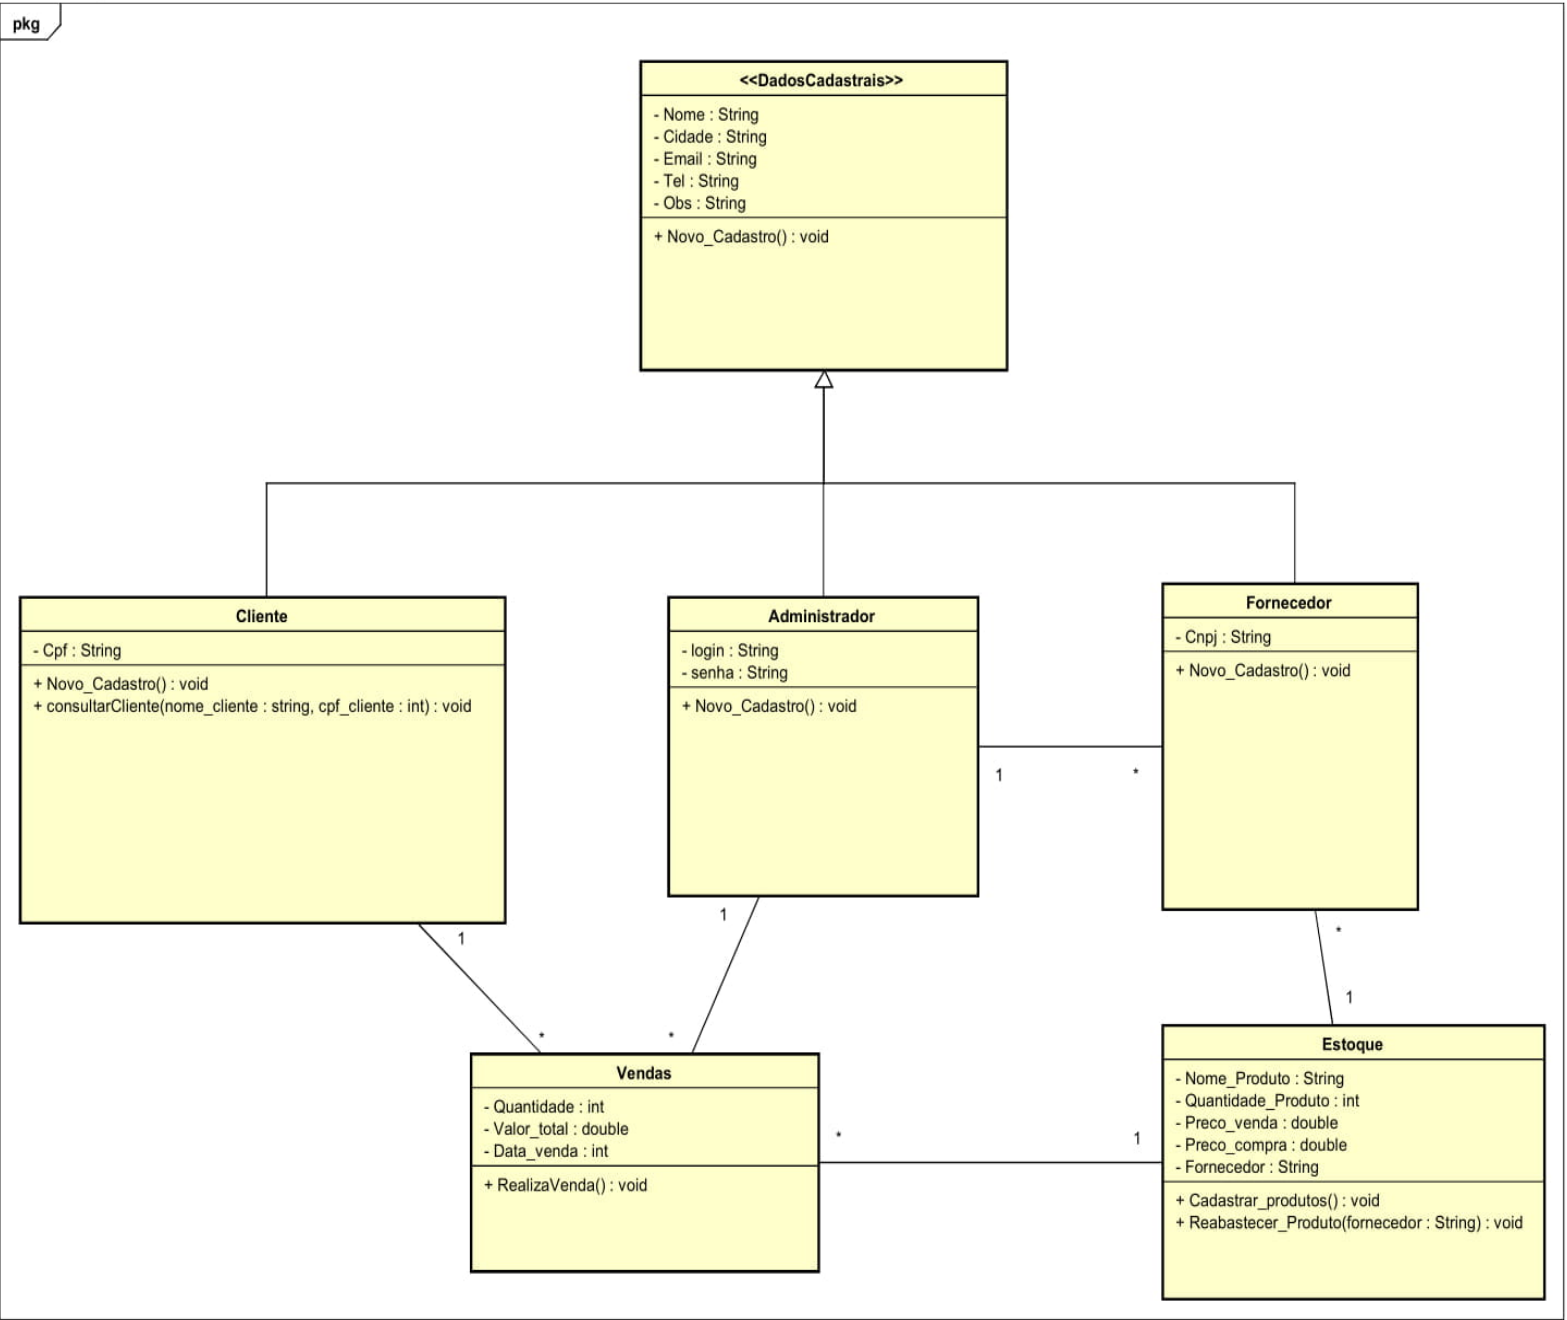 pkg
<<DadosCadastrais>>
- Nome : String
- Cidade : String
- Email : String
- Tel : String
- Obs : String
+ Novo_Cadastro() : void
Cliente
- Cpf : String
+ Novo_Cadastro() : void
+ consultarCliente(nome_cliente : string, cpf_cliente : int) : void
Administrador
- login : String
- senha : String
+ Novo_Cadastro() : void
Fornecedor
- Cnpj : String
+ Novo_Cadastro() : void
1
*
1
*
1
*
*
1
Vendas
- Quantidade : int
- Valor_total : double
- Data_venda : int
+ RealizaVenda() : void
*
1
Estoque
- Nome_Produto : String
- Quantidade_Produto : int
- Preco_venda : double
- Preco_compra : double
- Fornecedor : String
+ Cadastrar_produtos() : void
+ Reabastecer_Produto(fornecedor : String) : void